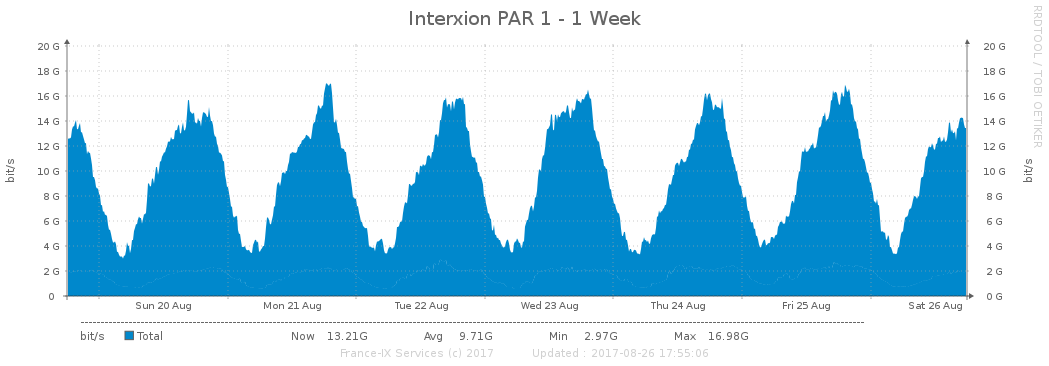 Interxion PAR 1 - 1 Week
RRDTOOL / TOBI OETIKER
20 G 20 G
18 G 18 G
16 G 16 G
14 G 14 G
12 G 12 G
10 G 10 G
8 G 8 G
6 G 6 G
4 G 4 G
2 G 2 G
0 0 G
bit/s bit/s
Sun 20 Aug Mon 21 Aug Tue 22 Aug Wed 23 Aug Thu 24 Aug Fri 25 Aug Sat 26 Aug
bit/s Total Now 13.21G Avg 9.71G Min 2.97G Max 16.98G
France-IX Services (c) 2017 Updated : 2017-08-26 17:55:06